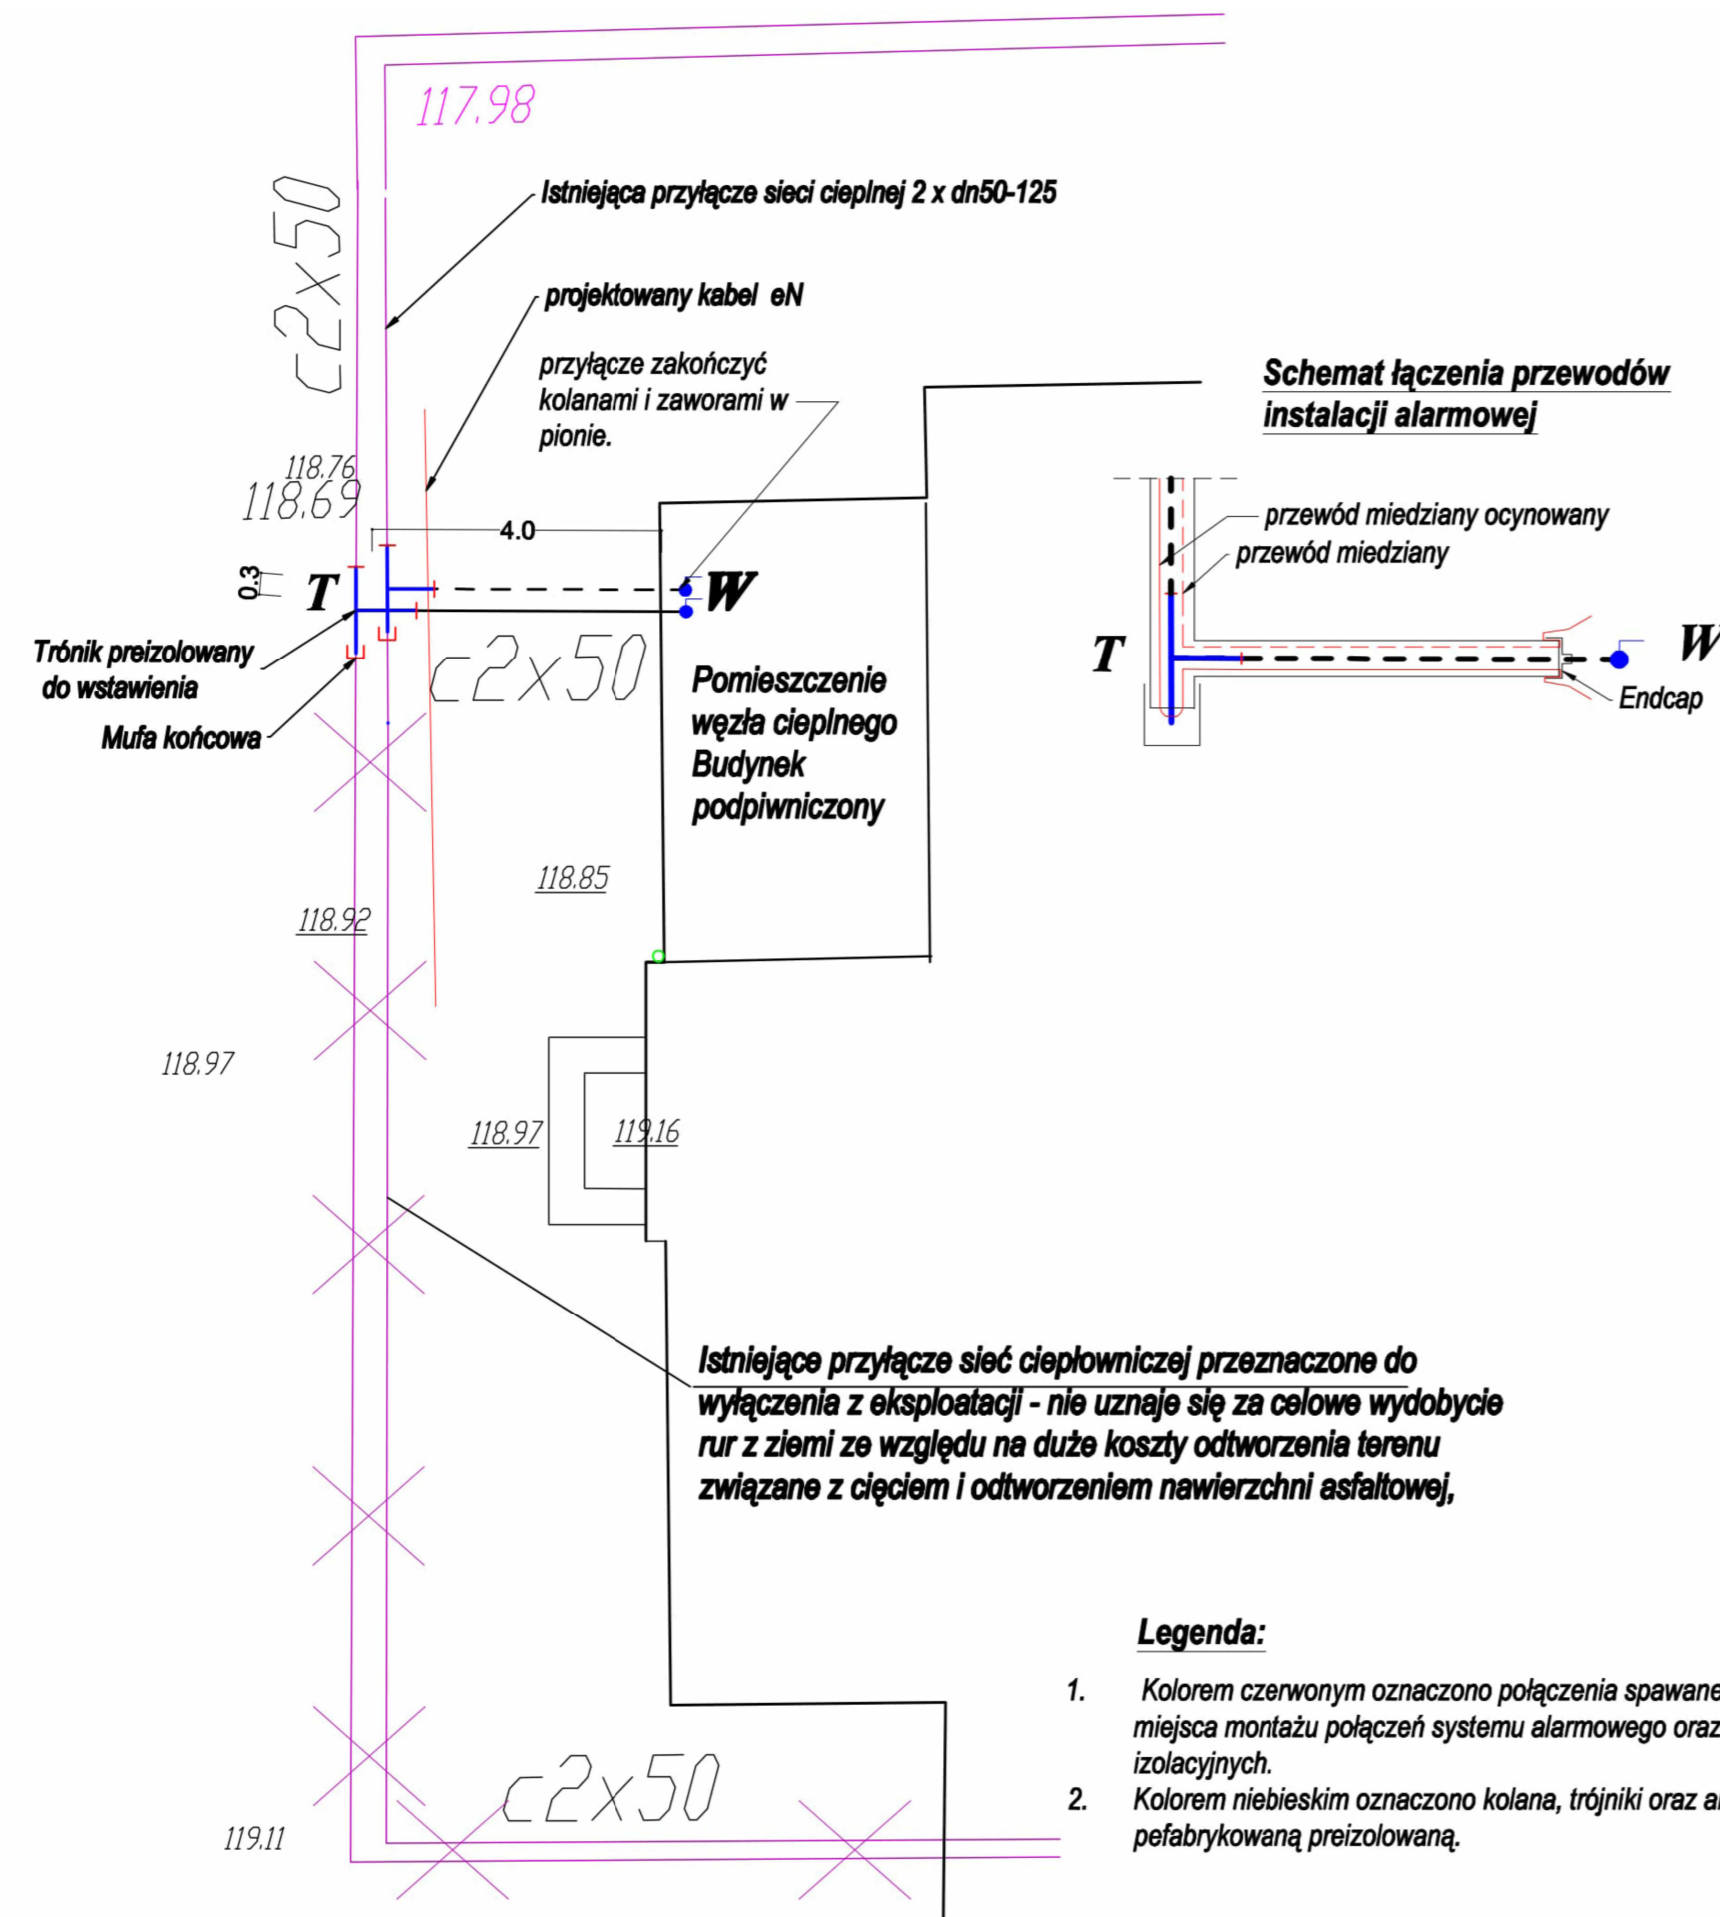 117.98
c2x50
Istniejąca przyłącze sieci cieplnej 2 x dn50-125
projektowany kabel eN
przyłącze zakończyć
kolanami i zaworami w
pionie.
Schemat łączenia przewodów
instalacji alarmowej
118.76
118.69
4.0
przewód miedziany ocynowany
przewód miedziany
0.3
T
W
Trónik preizolowany
do wstawienia
Mufa końcowa
c2x50
Pomieszczenie
węzła cieplnego
Budynek
podpiwniczony
T
W
Endcap
118.85
118.92
118.97
118.97
119.16
Istniejące przyłącze sieć ciepłowniczej przeznaczone do
wyłączenia z eksploatacji - nie uznaje się za celowe wydobycie
rur z ziemi ze względu na duże koszty odtworzenia terenu
związane z cięciem i odtworzeniem nawierzchni asfaltowej,
Legenda:
1. Kolorem czerwonym oznaczono połączenia spawane
miejsca montażu połączeń systemu alarmowego oraz
izolacyjnych.
2. Kolorem niebieskim oznaczono kolana, trójniki oraz
pefabrykowaną preizolowaną.
c2x50
119.11